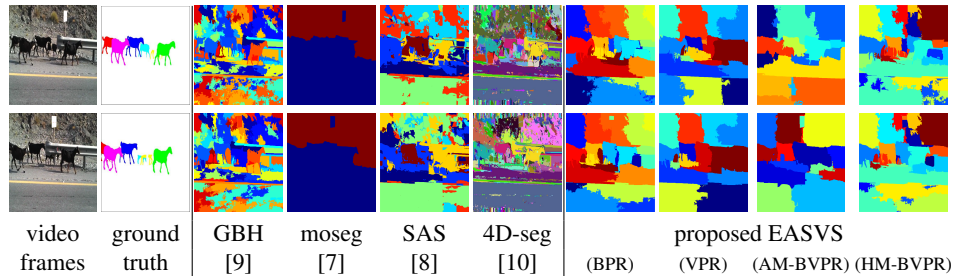 video ground GBH moseg SAS 4D-seg proposed EASVS
frames truth [9] [7] [8] [10] (BPR) (VPR) (AM-BVPR) (HM-BVPR)